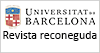 UNIVERSITAT DE
BARCELONA
Revista reconeguda